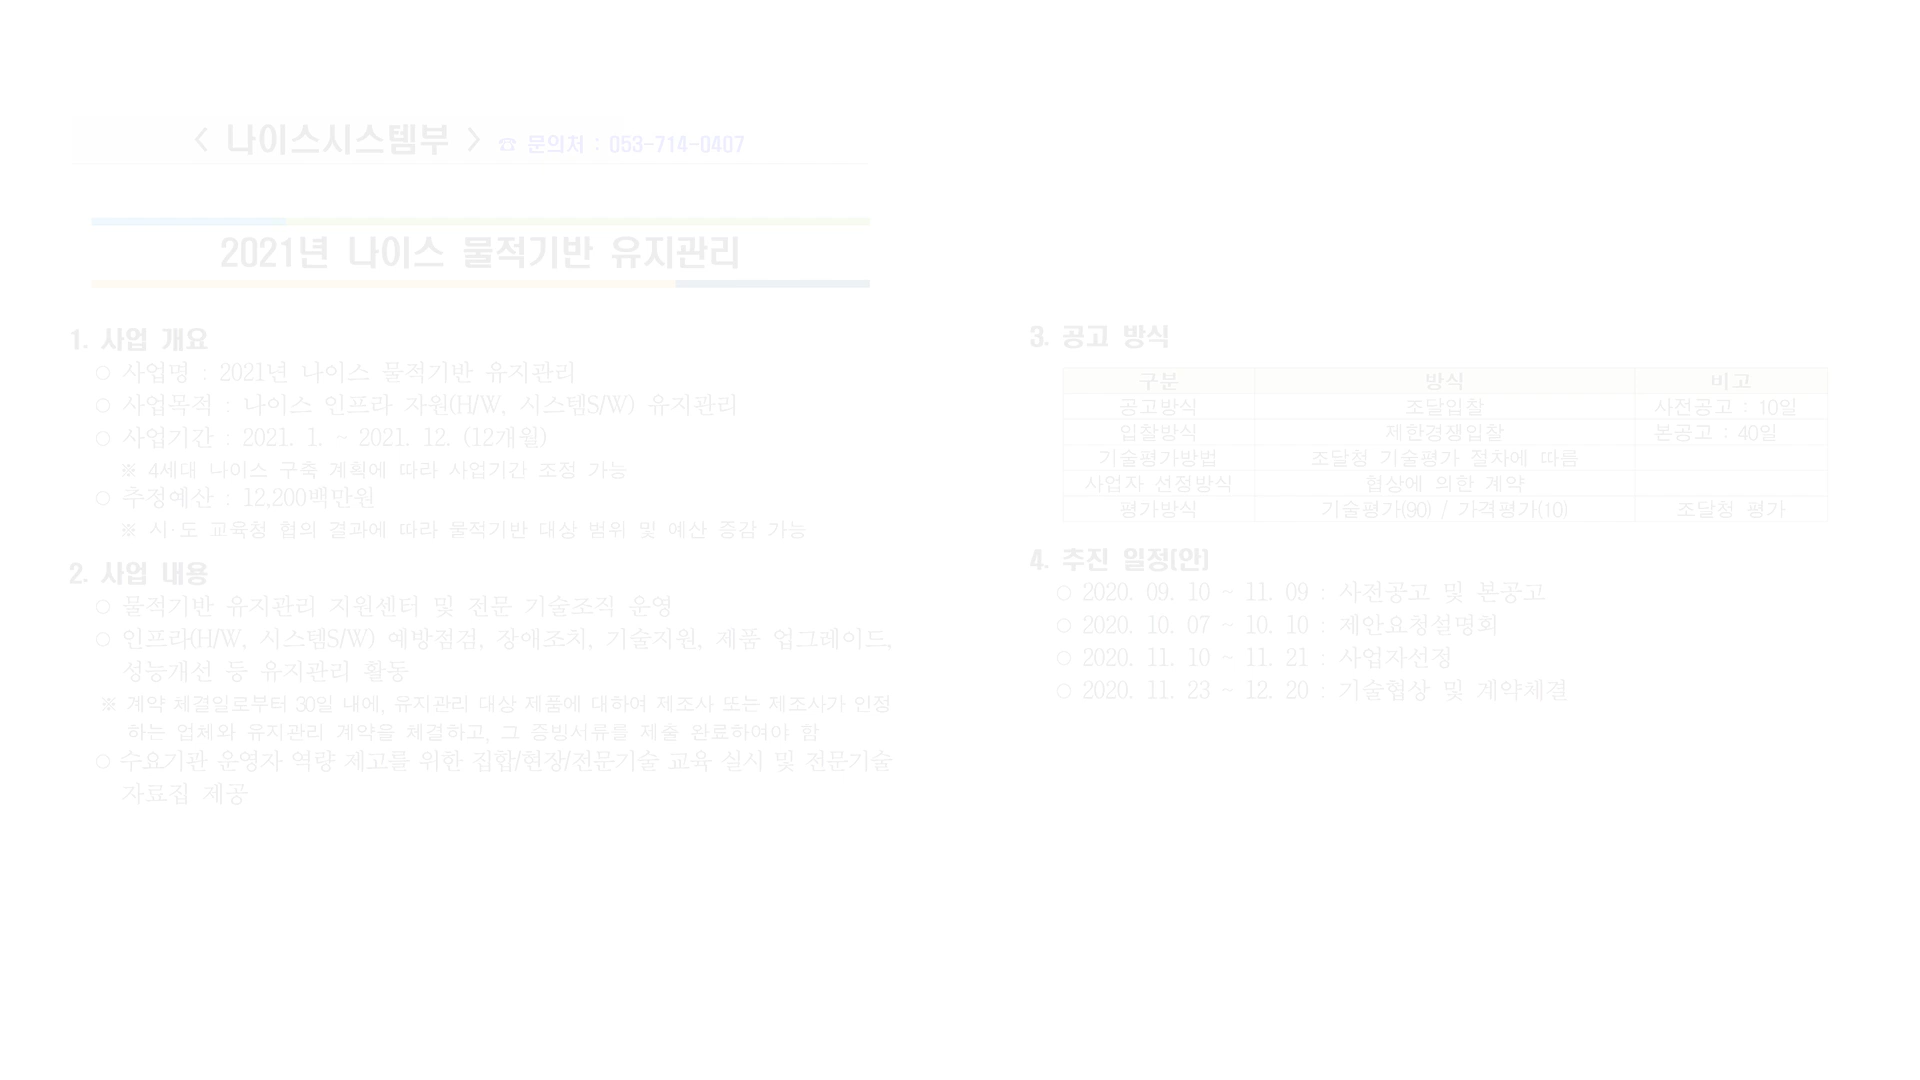 < 나이스시스템부 > ☎ 문의처 : 053-714-0407
2021년 나이스 물적기반 유지관리
1. 사업 개요
○ 사업명 : 2021년 나이스 물적기반 유지관리
○ 사업목적 : 나이스 인프라 자원(H/W, 시스템S/W) 유지관리
○ 사업기간 : 2021. 1. ~ 2021. 12. (12개월)
※ 4세대 나이스 구축 계획에 따라 사업기간 조정 가능
○ 추정예산 : 12,200백만원
※ 시·도 교육청 협의 결과에 따라 물적기반 대상 범위 및 예산 증감 가능
2. 사업 내용
○ 물적기반 유지관리 지원센터 및 전문 기술조직 운영
○ 인프라(H/W, 시스템S/W) 예방점검, 장애조치, 기술지원, 제품 업그레이드,
성능개선 등 유지관리 활동
※ 계약 체결일로부터 30일 내에, 유지관리 대상 제품에 대하여 제조사 또는 제조사가 인정
하는 업체와 유지관리 계약을 체결하고, 그 증빙서류를 제출 완료하여야 함
○ 수요기관 운영자 역량 제고를 위한 집합/현장/전문기술 교육 실시 및 전문기술
자료집 제공
3. 공고 방식
구분 방식 비고
공고방식 조달입찰 사전공고 : 10일
입찰방식 제한경쟁입찰 본공고 : 40일
기술평가방법 조달청 기술평가 절차에 따름
사업자 선정방식 협상에 의한 계약
평가방식 기술평가(90) / 가격평가(10) 조달청 평가
4. 추진 일정(안)
○ 2020. 09. 10 ~ 11. 09 : 사전공고 및 본공고
○ 2020. 10. 07 ~ 10. 10 : 제안요청설명회
○ 2020. 11. 10 ~ 11. 21 : 사업자선정
○ 2020. 11. 23 ~ 12. 20 : 기술협상 및 계약체결